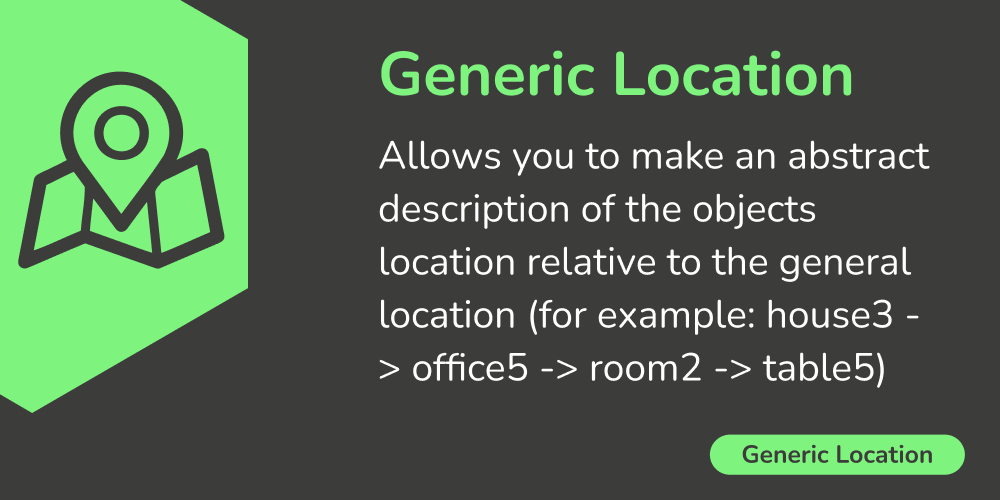 Generic Location
Allows you to make an abstract
description of the objects
location relative to the general
location (for example: house3 -
> office5 -> room2 -> table5)
Generic Location